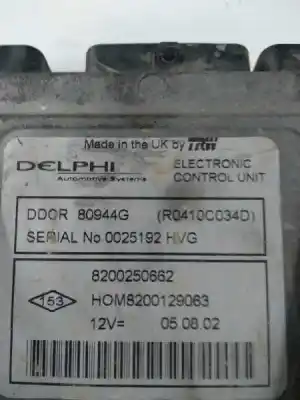 Made in the UK by TRW
DELPHI
Automotive Systems
ELECTRONIC
CONTROL UNIT
DDCR 80944G (R0410C034D)
SERIAL No 0025192 HVG
8200250662
153
HOM8200129063
12V= 05.08.02